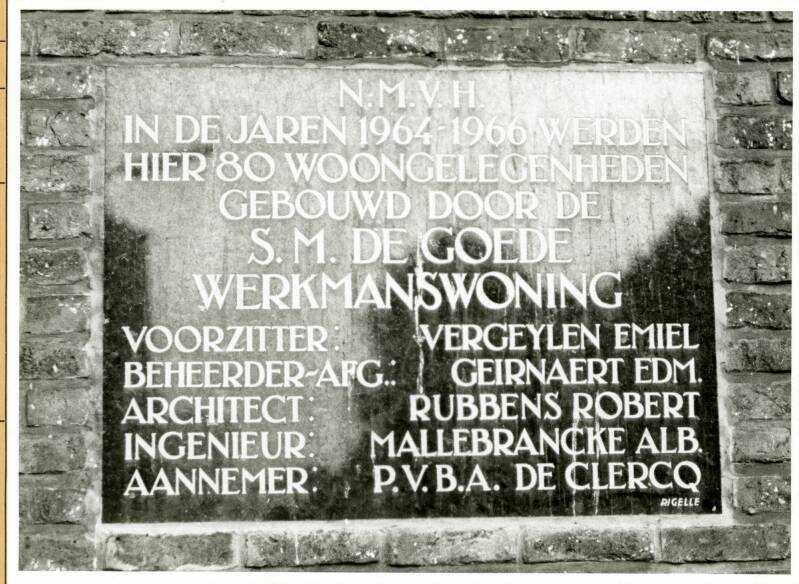 N.M.V.H.
IN DE JAREN 1964-1966 WERDEN
HIER 80 WOONGELEGENHEDEN
GEBOUWD DOOR DE
S.M. DE GOEDE
WERKMANSWONING
VOORZITTER: VERGEYLEN EMIEL
BEHEERDER-AFG.: GEIRNAERT EDM.
ARCHITECT: RUBBENS ROBERT
INGENIEUR: MALLEBRANCKE ALB.
AANNEMER: P.V.B.A. DE CLERCQ
RIGELLE